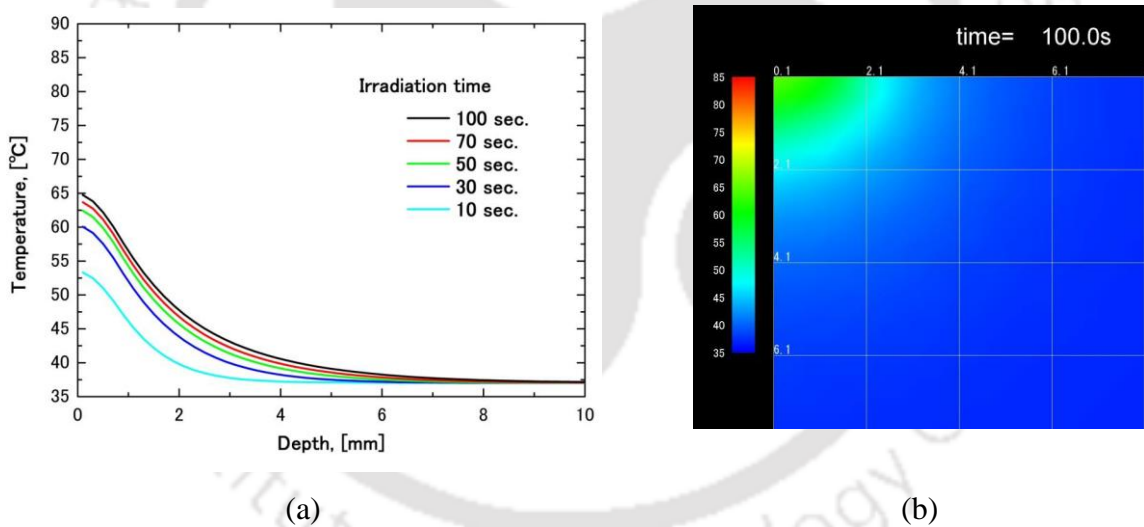 90
85
80
75
70
65
60
55
50
45
40
35
Temperature, [℃]
Irradiation time
100 sec.
70 sec.
50 sec.
30 sec.
10 sec.
0 2 4 6 8 10
Depth, [mm]
(a)
time= 100.0s
0.1 2.1 4.1 6.1
85
80
75
70
65
60
55
50
45
40
35
2.1
4.1
6.1
(b)